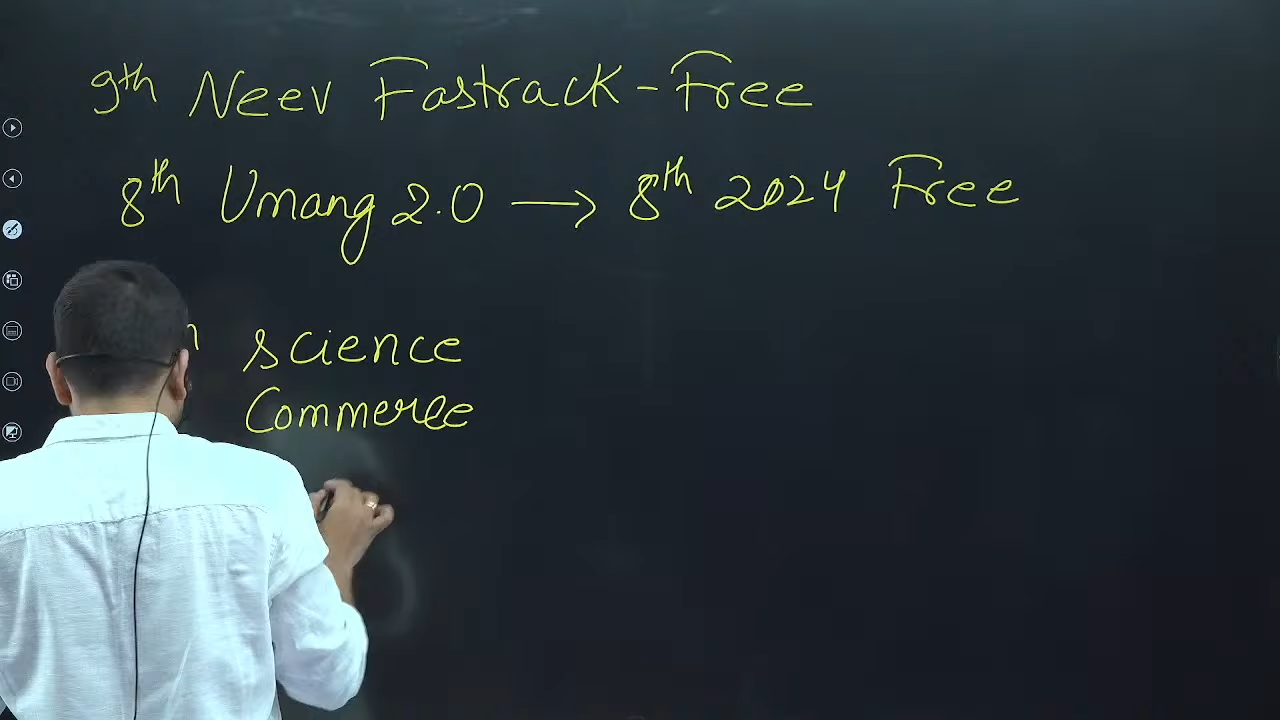 9th Neev Fastrack - Free
8th Umang 2.0 → 8th 2024 Free
science
Commerce